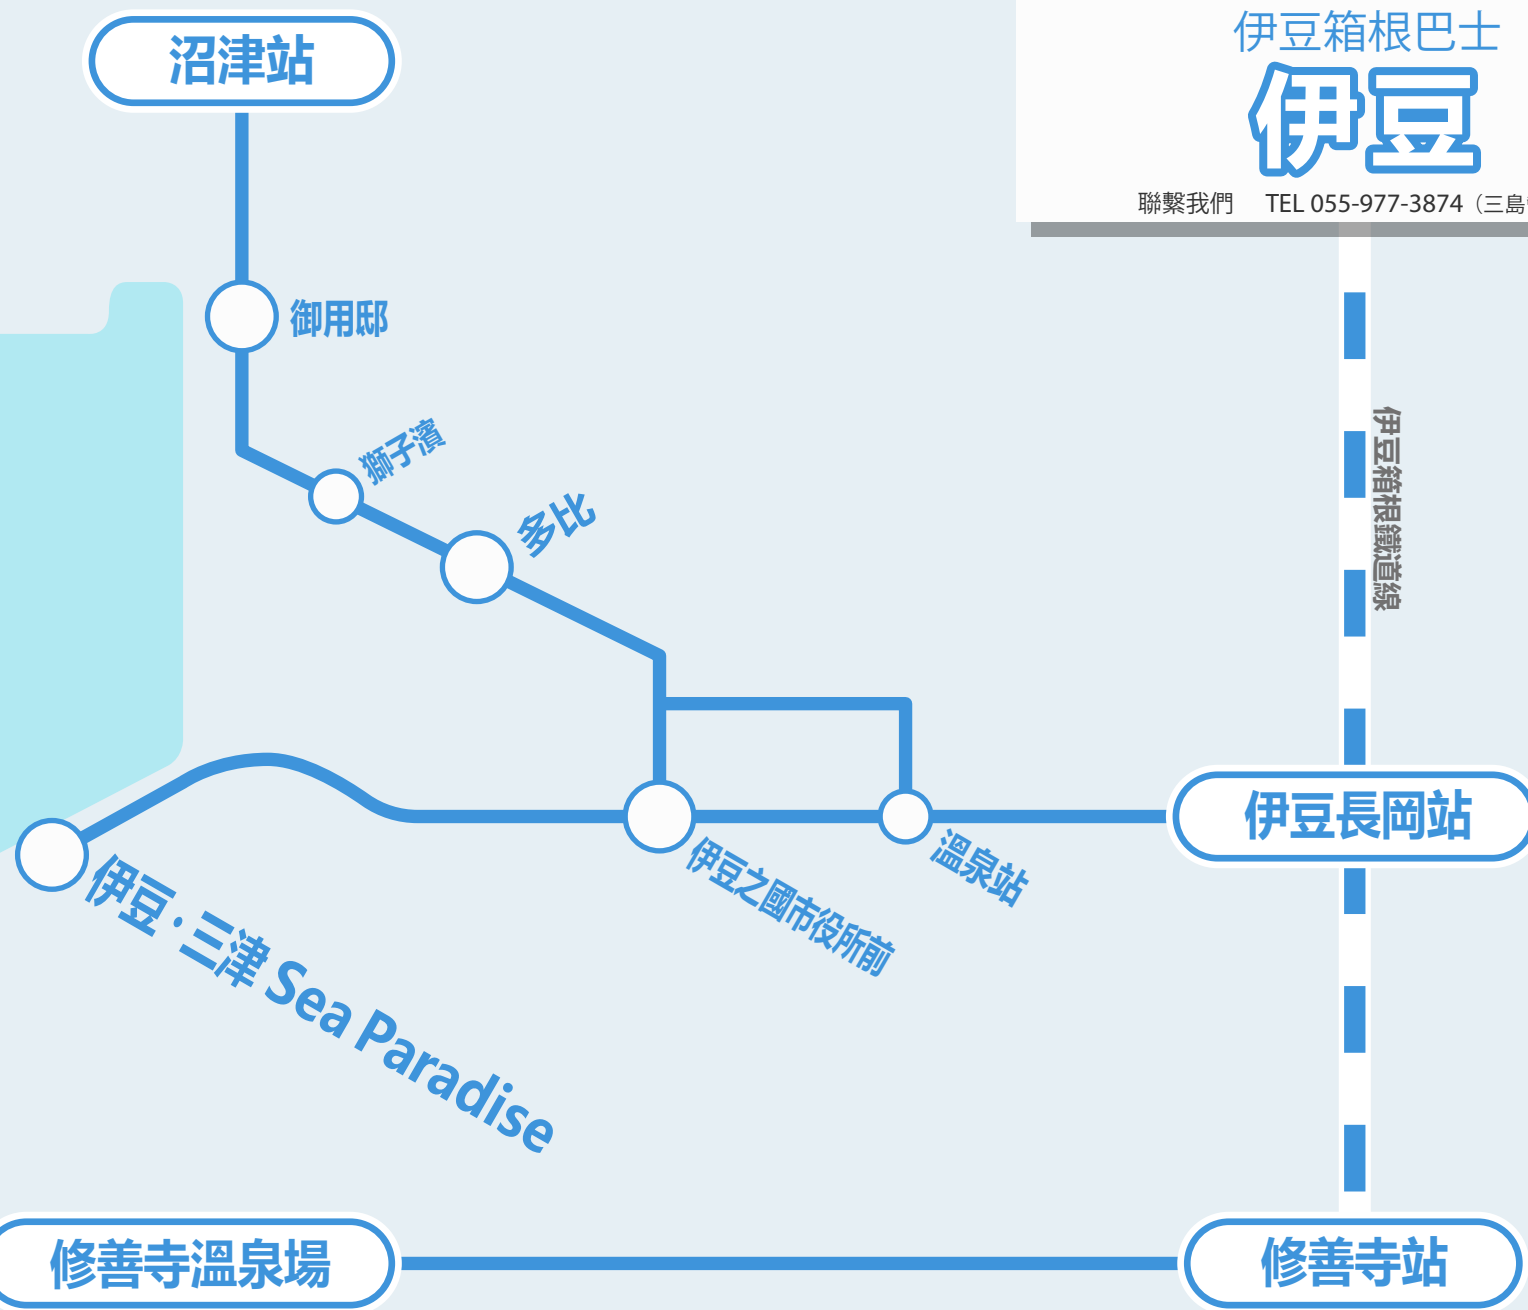 伊豆箱根巴士
伊豆
聯繫我們 TEL 055-977-3874（三島
沼津站
御用邸
獅子濱
多比
伊豆箱根鐵道線
伊豆長岡站
溫泉站
伊豆之國市役所前
伊豆·三津 Sea Paradise
修善寺溫泉場
修善寺站